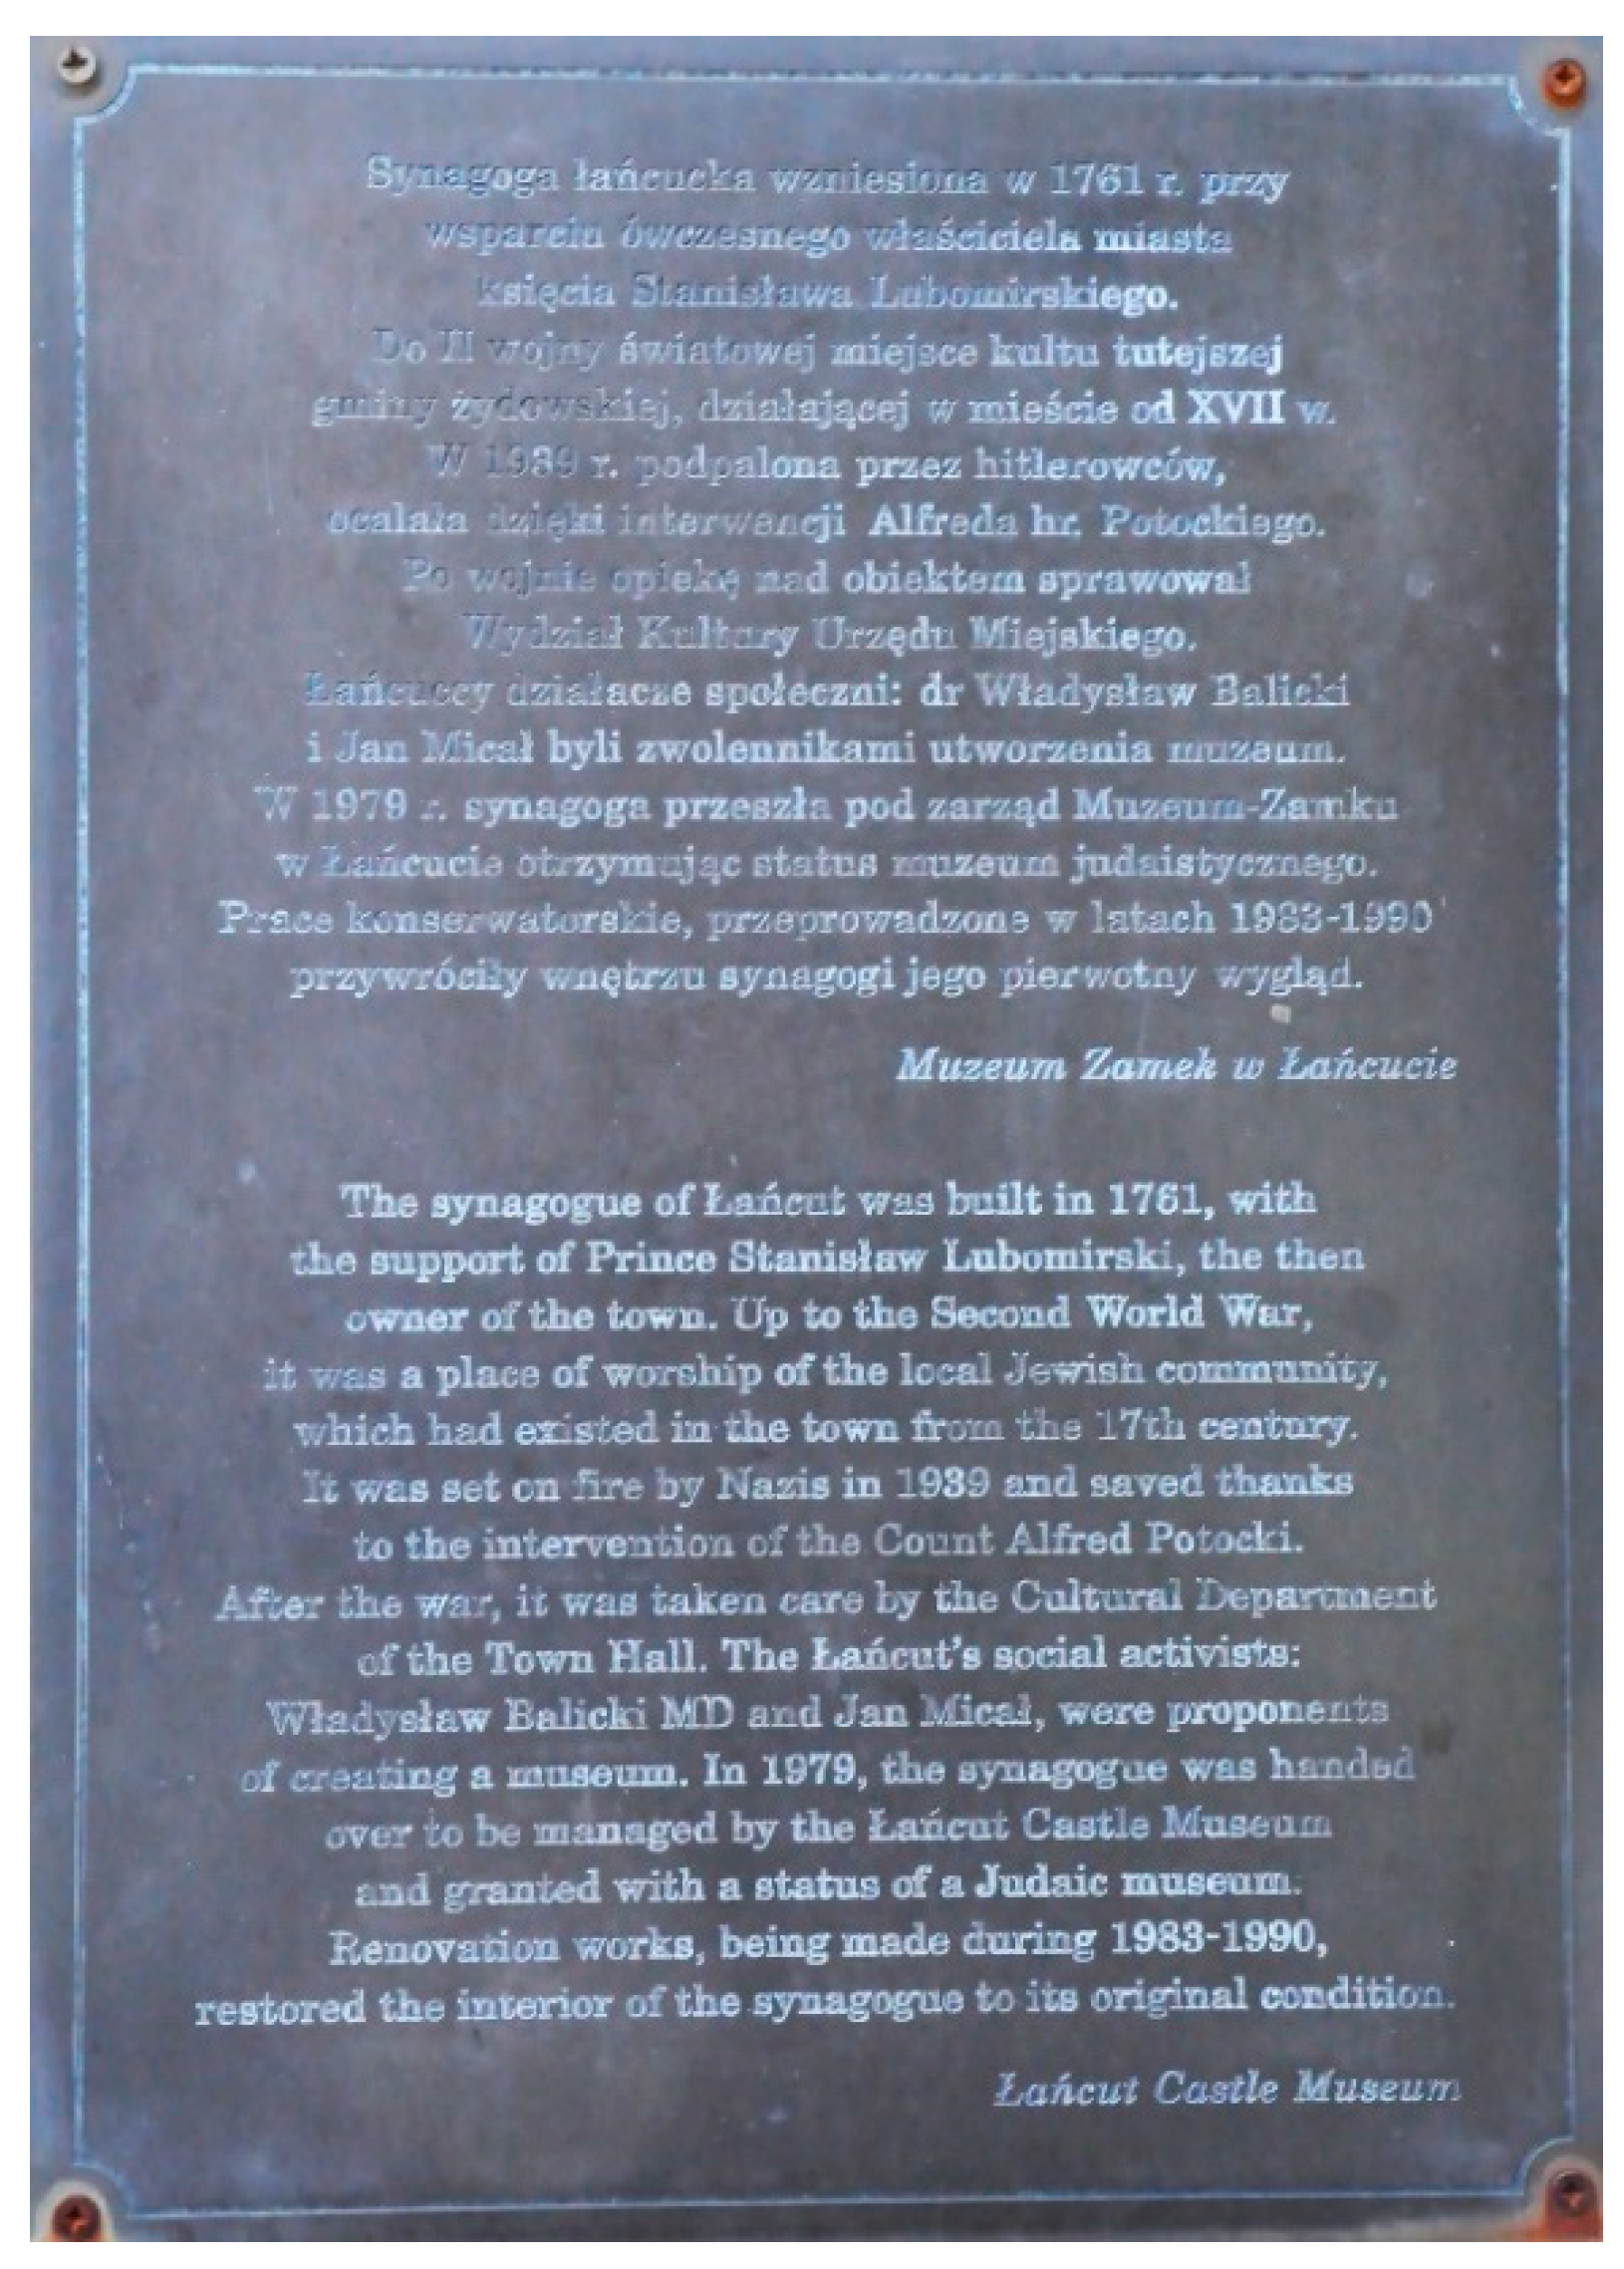 Synagoga łańcucka wzniesiona w 1761 r. przy
wsparciu ówczesnego właściciela miasta
księcia Stanisława Lubomirskiego.
Do II wojny światowej miejsce kultu tutejszej
gminy żydowskiej, działającej w mieście od XVII w.
W 1939 r. podpalona przez hitlerowców,
ocalała dzięki interwencji Alfreda hr. Potockiego.
Po wojnie opiekę nad obiektem sprawował
Wydział Kultury Urzędu Miejskiego.
Łańcuccy działacze społeczni: dr Władysław Balicki
i Jan Micał byli zwolennikami utworzenia muzeum.
W 1979 r. synagoga przeszła pod zarząd Muzeum-Zamku
w Łańcucie otrzymując status muzeum judaistycznego.
Prace konserwatorskie, przeprowadzone w latach 1983-1990
przywróciły wnętrzu synagogi jego pierwotny wygląd.
Muzeum Zamek w Łańcucie
The synagogue of Łańcut was built in 1761, with
the support of Prince Stanisław Lubomirski, the then
owner of the town. Up to the Second World War,
it was a place of worship of the local Jewish community,
which had existed in the town from the 17th century.
It was set on fire by Nazis in 1939 and saved thanks
to the intervention of the Count Alfred Potocki.
After the war, it was taken care by the Cultural Department
of the Town Hall. The Łańcut's social activists:
Władysław Balicki MD and Jan Micał, were proponents
of creating a museum. In 1979, the synagogue was handed
over to be managed by the Łańcut Castle Museum
and granted with a status of a Judaic museum.
Renovation works, being made during 1983-1990,
restored the interior of the synagogue to its original condition.
Łańcut Castle Museum